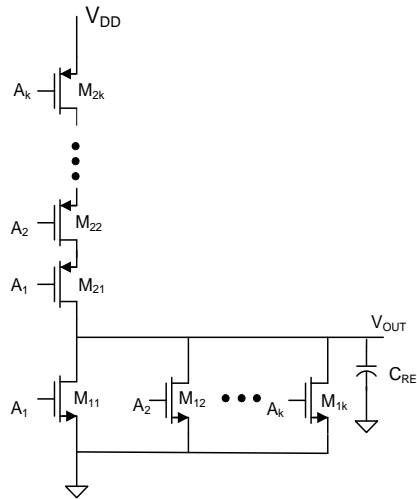 V_DD
A_k M_2k
A_2 M_22
A_1 M_21
V_OUT
A_1 M_11 A_2 M_12 A_k M_1k C_RE